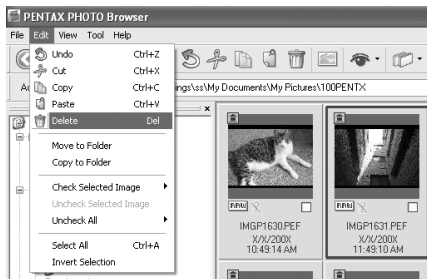 PENTAX PHOTO Browser
File Edit View Tool Help
Undo Ctrl+Z
Cut Ctrl+X
Copy Ctrl+C
Paste Ctrl+V
Delete Del
Move to Folder
Copy to Folder
Check Selected Image
Uncheck Selected Image
Uncheck All
Select All Ctrl+A
Invert Selection
ings\ss\My Documents\My Pictures\100PENTX
RAW
IMGP1630.PEF
X/X/200X
10:49:14 AM
RAW
IMGP1631.PEF
X/X/200X
11:49:10 AM